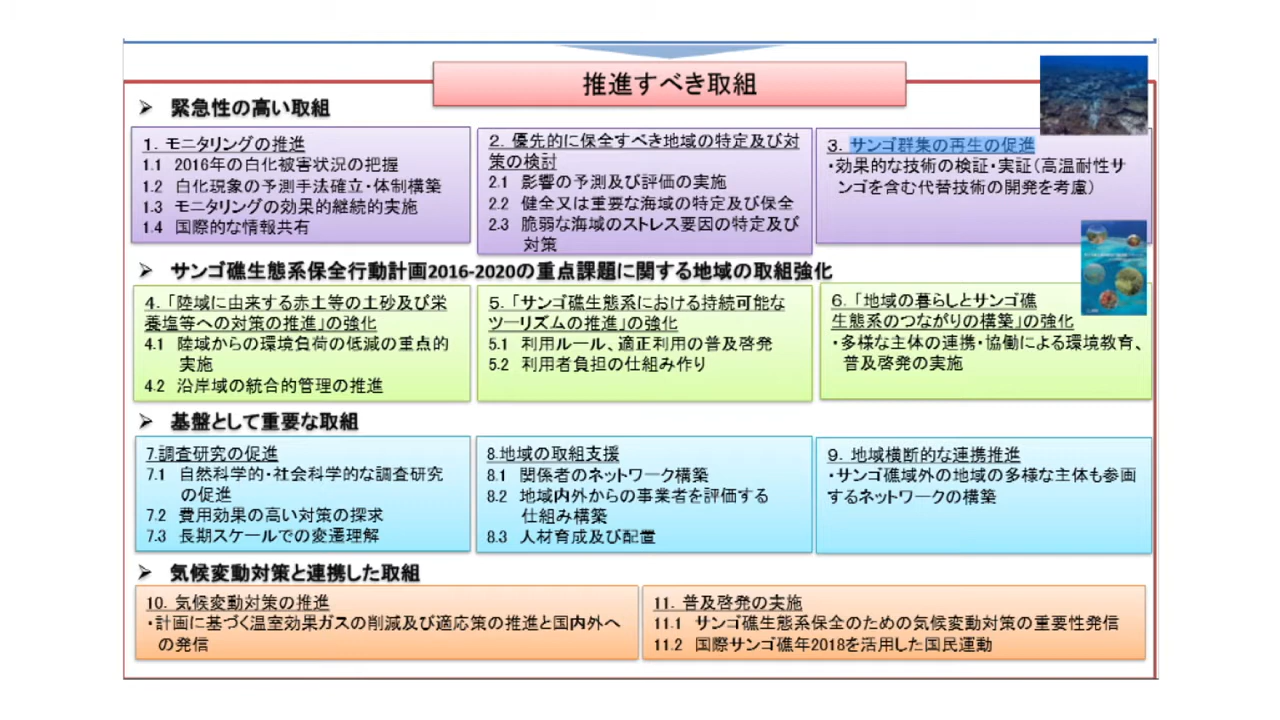 推進すべき取組
➢ 緊急性の高い取組
1. モニタリングの推進
1.1 2016年の白化被害状況の把握
1.2 白化現象の予測手法確立・体制構築
1.3 モニタリングの効果的継続的実施
1.4 国際的な情報共有
2. 優先的に保全すべき地域の特定及び対
策の検討
2.1 影響の予測及び評価の実施
2.2 健全又は重要な海域の特定及び保全
2.3 脆弱な海域のストレス要因の特定及び
対策
3. サンゴ群集の再生の促進
・効果的な技術の検証・実証(高温耐性サ
ンゴを含む代替技術の開発を考慮)
➢ サンゴ礁生態系保全行動計画2016-2020の重点課題に関する地域の取組強化
4. 「陸域に由来する赤土等の土砂及び栄
養塩等への対策の推進」の強化
4.1 陸域からの環境負荷の低減の重点的
実施
4.2 沿岸域の統合的管理の推進
5. 「サンゴ礁生態系における持続可能な
ツーリズムの推進」の強化
5.1 利用ルール、適正利用の普及啓発
5.2 利用者負担の仕組み作り
6. 「地域の暮らしとサンゴ礁
生態系のつながりの構築」の強化
・多様な主体の連携・協働による環境教育、
普及啓発の実施
➢ 基盤として重要な取組
7.調査研究の促進
7.1 自然科学的・社会科学的な調査研究
の促進
7.2 費用効果の高い対策の探求
7.3 長期スケールでの変遷理解
8.地域の取組支援
8.1 関係者のネットワーク構築
8.2 地域内外からの事業者を評価する
仕組み構築
8.3 人材育成及び配置
9. 地域横断的な連携推進
・サンゴ礁域外の地域の多様な主体も参画
するネットワークの構築
➢ 気候変動対策と連携した取組
10. 気候変動対策の推進
・計画に基づく温室効果ガスの削減及び適応策の推進と国内外へ
の発信
11. 普及啓発の実施
11.1 サンゴ礁生態系保全のための気候変動対策の重要性発信
11.2 国際サンゴ礁年2018を活用した国民運動